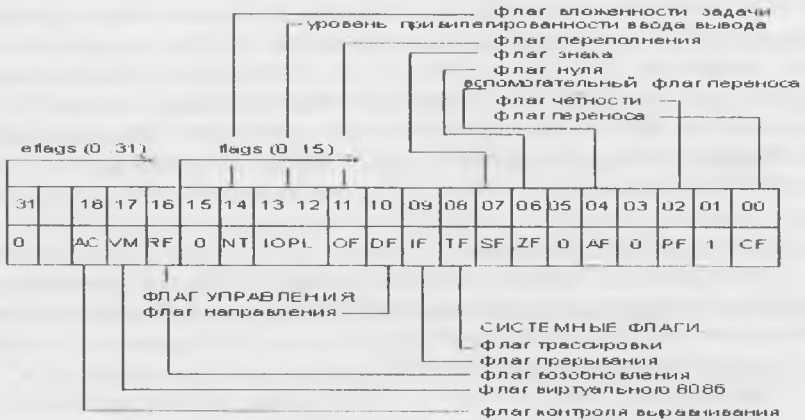 флаг вложенности задачи
уровень привилегированности ввода вывода
флаг переполнения
флаг знака
флаг нуля
вспомогательный флаг переноса
флаг четности
флаг переноса
eflags (0 31)
flags (0 15)
31 18 17 16 15 14 13 12 11 10 09 08 07 06 05 04 03 02 01 00
0 AC VM RF 0 NT IOPL OF DF IF TF SF ZF 0 AF 0 PF 1 CF
ФЛАГ УПРАВЛЕНИЯ
флаг направления
СИСТЕМНЫЕ ФЛАГИ
флаг трассировки
флаг прерывания
флаг возобновления
флаг виртуального 8086
флаг контроля выравнивания